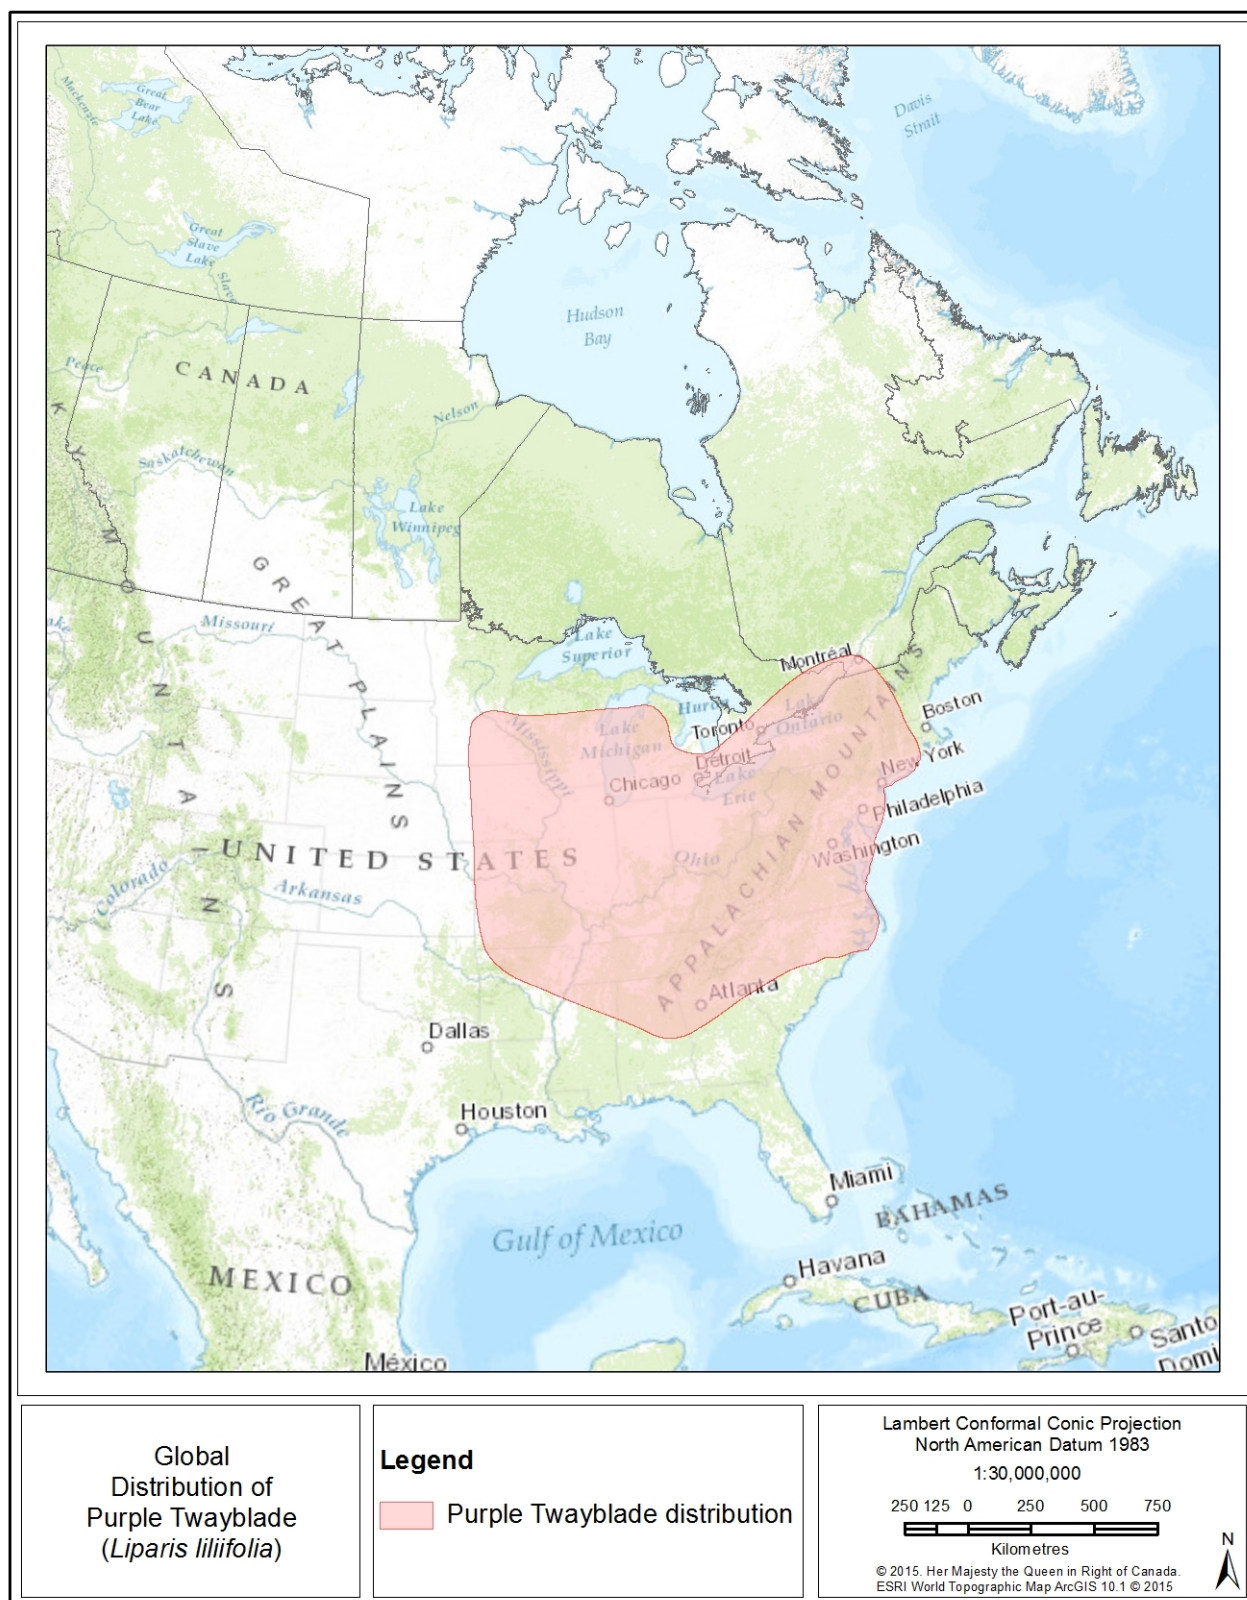 Davis
Strait
Mackenzie
Great
Bear
Lake
Great
Slave
Lake
Slave
Hudson
Bay
Peace
CANADA
Nelson
Saskatchewan
Lake
Winnipeg
GREAT PLAINS
Missouri
Lake
Superior
Montréal
Huron
Toronto
Lake
Ontario
Boston
Mississippi
Lake
Michigan
Detroit
New York
Chicago
Lake
Erie
Philadelphia
Washington
UNITED STATES
Ohio
Colorado
Arkansas
APPALACHIAN MOUNTAINS
K Y M O U N T A I N S
Atlanta
Dallas
Rio Grande
Houston
Miami
BAHAMAS
Gulf of Mexico
Havana
MEXICO
CUBA
Port-au-
Prince
Santo
Domi
México
Global
Distribution of
Purple Twayblade
(Liparis liliifolia)
Legend
Purple Twayblade distribution
Lambert Conformal Conic Projection
North American Datum 1983
1:30,000,000
250 125 0 250 500 750
Kilometres
N
© 2015. Her Majesty the Queen in Right of Canada.
ESRI World Topographic Map ArcGIS 10.1 © 2015